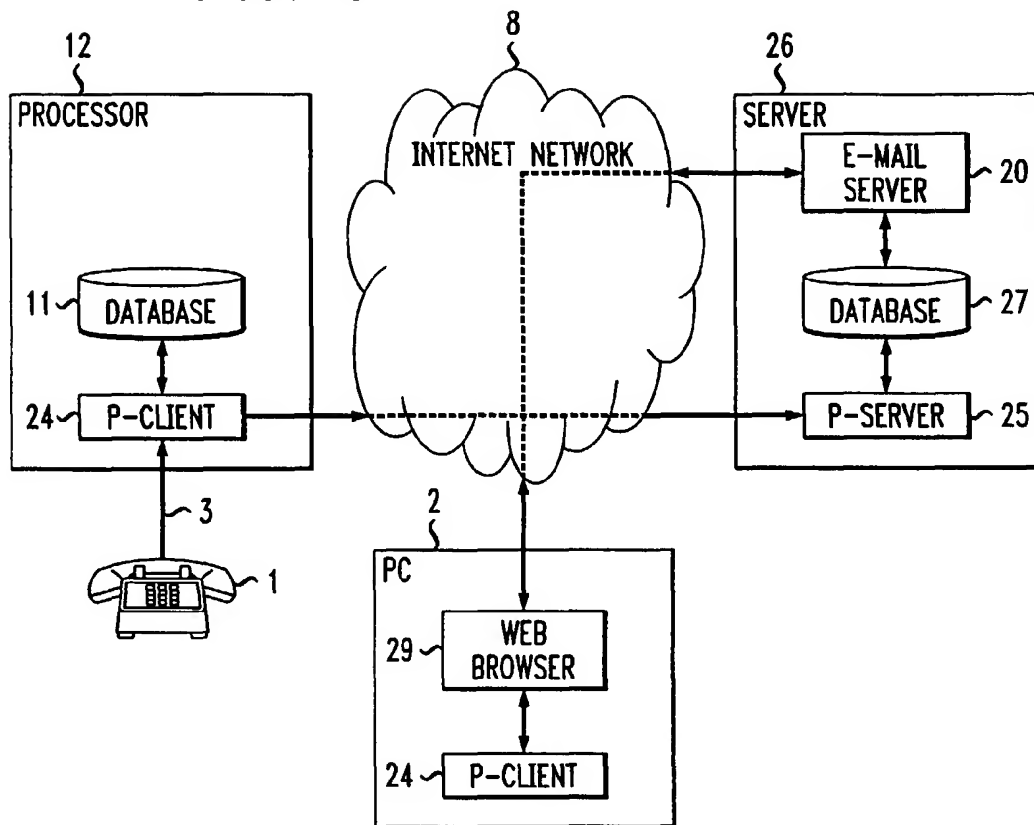 12
8
26
PROCESSOR
INTERNET NETWORK
SERVER
E-MAIL
SERVER
20
11
DATABASE
DATABASE
27
24
P-CLIENT
P-SERVER
25
3
1
2
PC
29
WEB
BROWSER
24
P-CLIENT